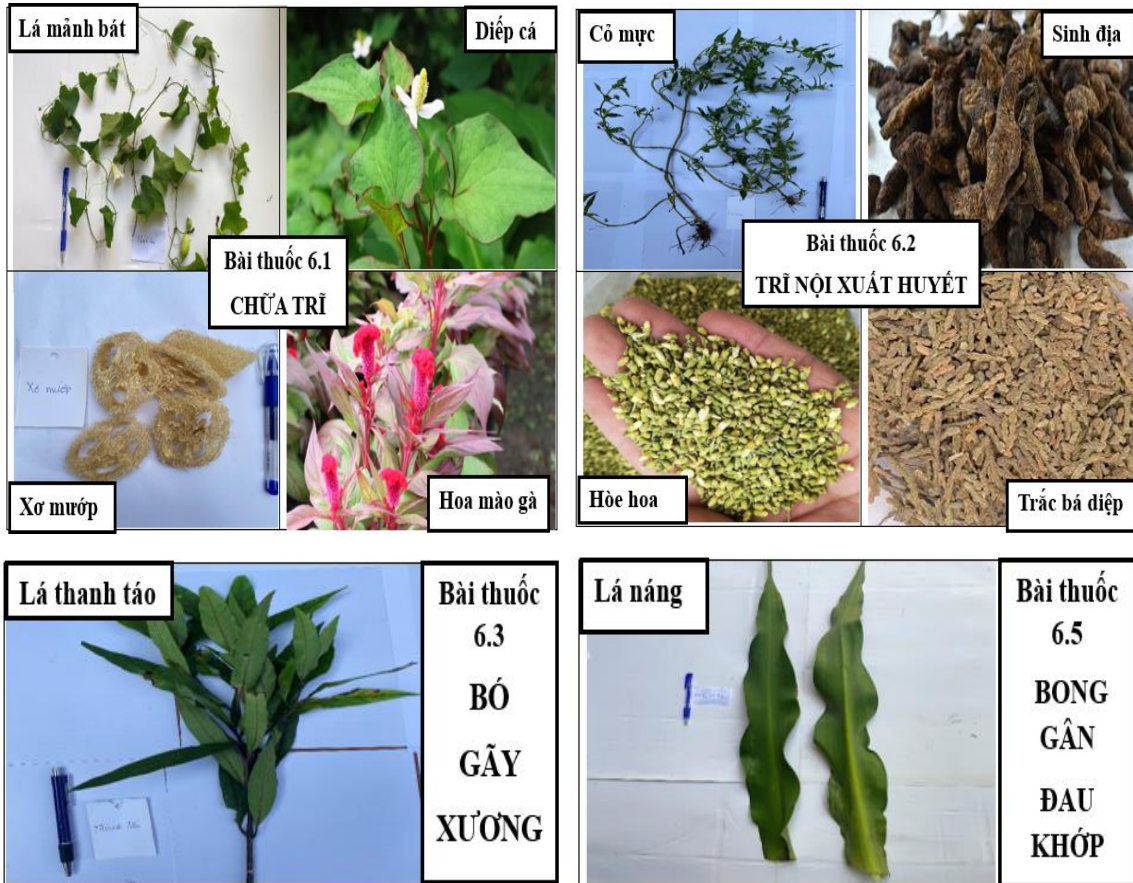 Lá mảnh bát
Diếp cá
Bài thuốc 6.1
CHỮA TRĨ
Xơ mướp
Xơ mướp
Hoa mào gà
Cỏ mực
Sinh địa
Bài thuốc 6.2
TRĨ NỘI XUẤT HUYẾT
Hòe hoa
Trắc bá diệp
Lá thanh táo
Bài thuốc
6.3
BÓ
GÃY
XƯƠNG
Lá náng
Bài thuốc
6.5
BONG
GÂN
ĐAU
KHỚP